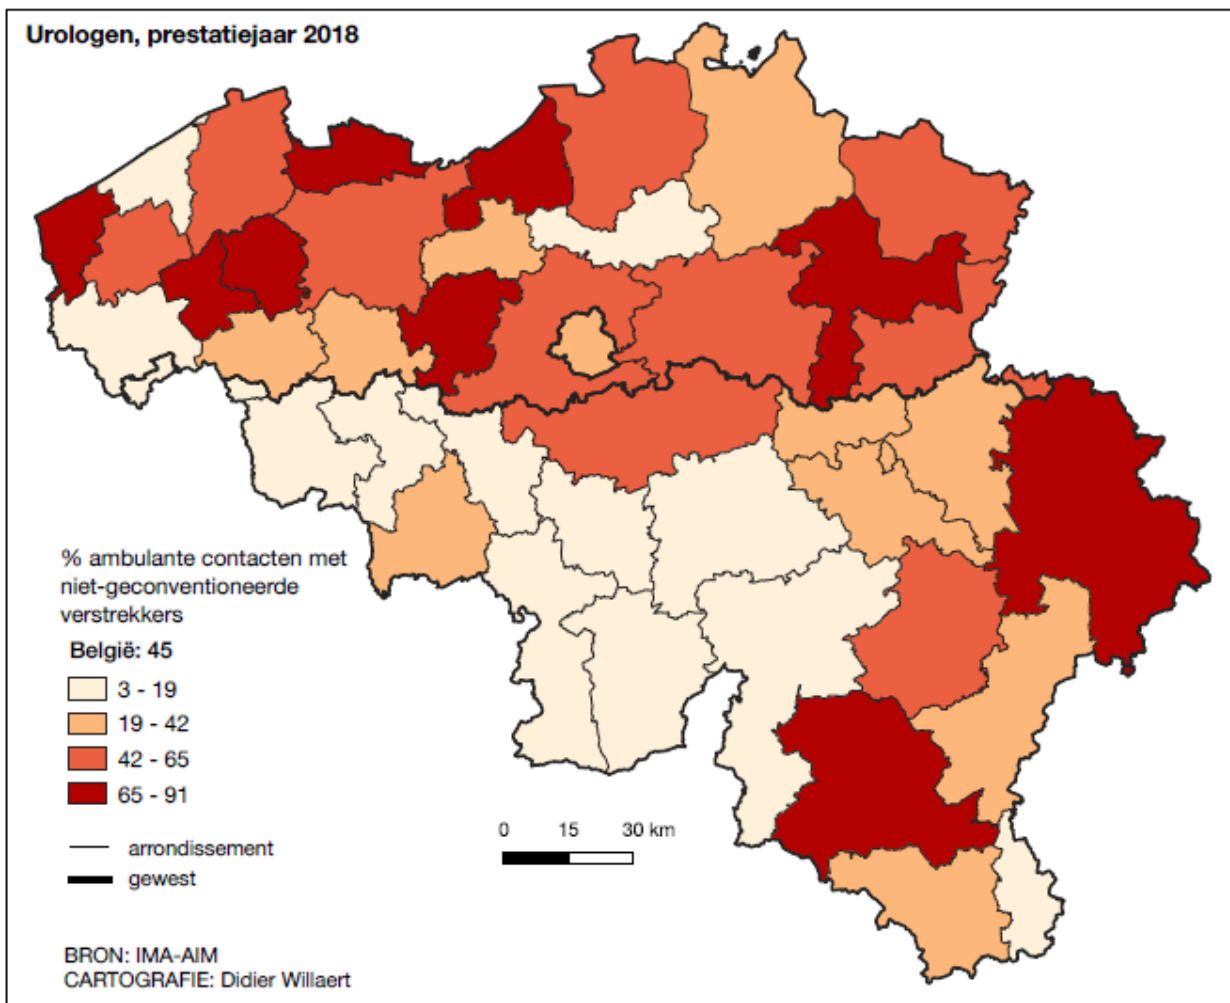 Urologen, prestatiejaar 2018
% ambulante contacten met
niet-geconventioneerde
verstrekkers
België: 45
3 - 19
19 - 42
42 - 65
65 - 91
0 15 30 km
arrondissement
gewest
BRON: IMA-AIM
CARTOGRAFIE: Didier Willaert